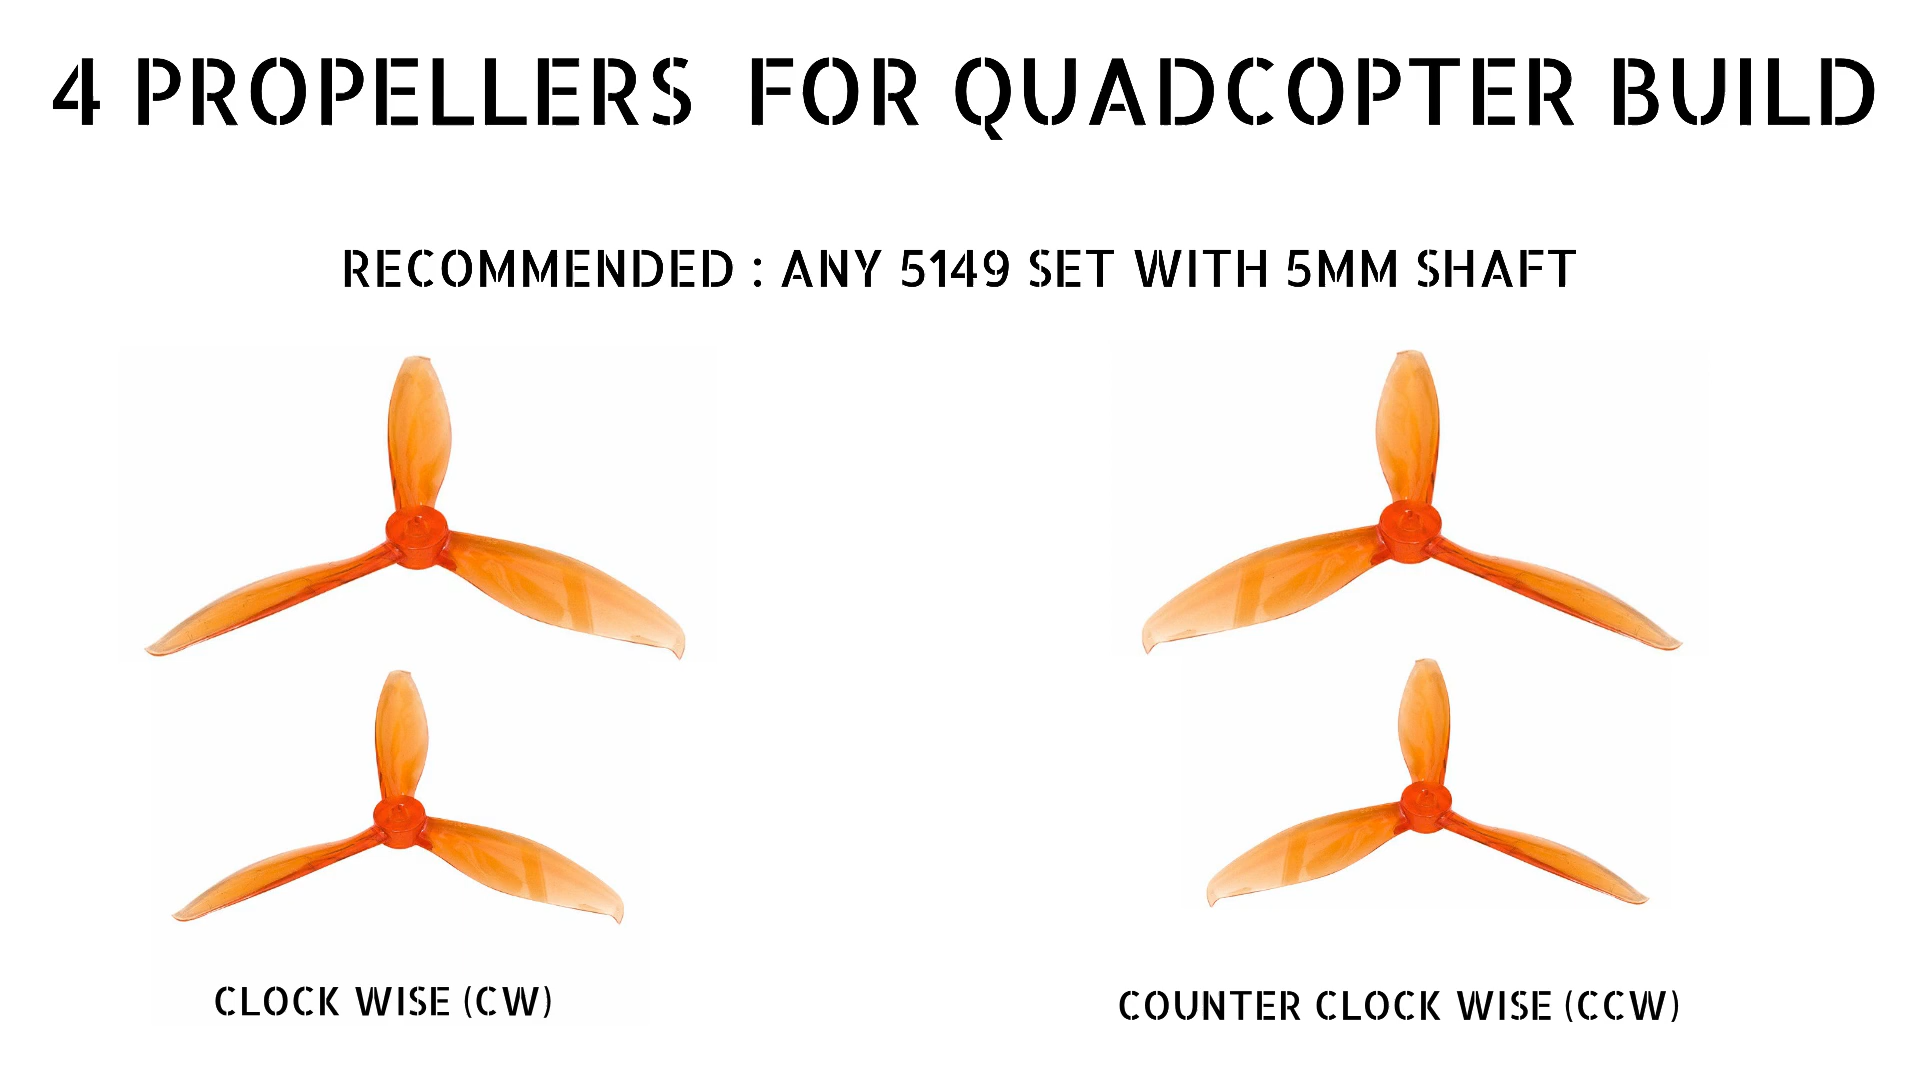 4 PROPELLERS FOR QUADCOPTER BUILD
RECOMMENDED : ANY 5149 SET WITH 5MM SHAFT
CLOCK WISE (CW)
COUNTER CLOCK WISE (CCW)